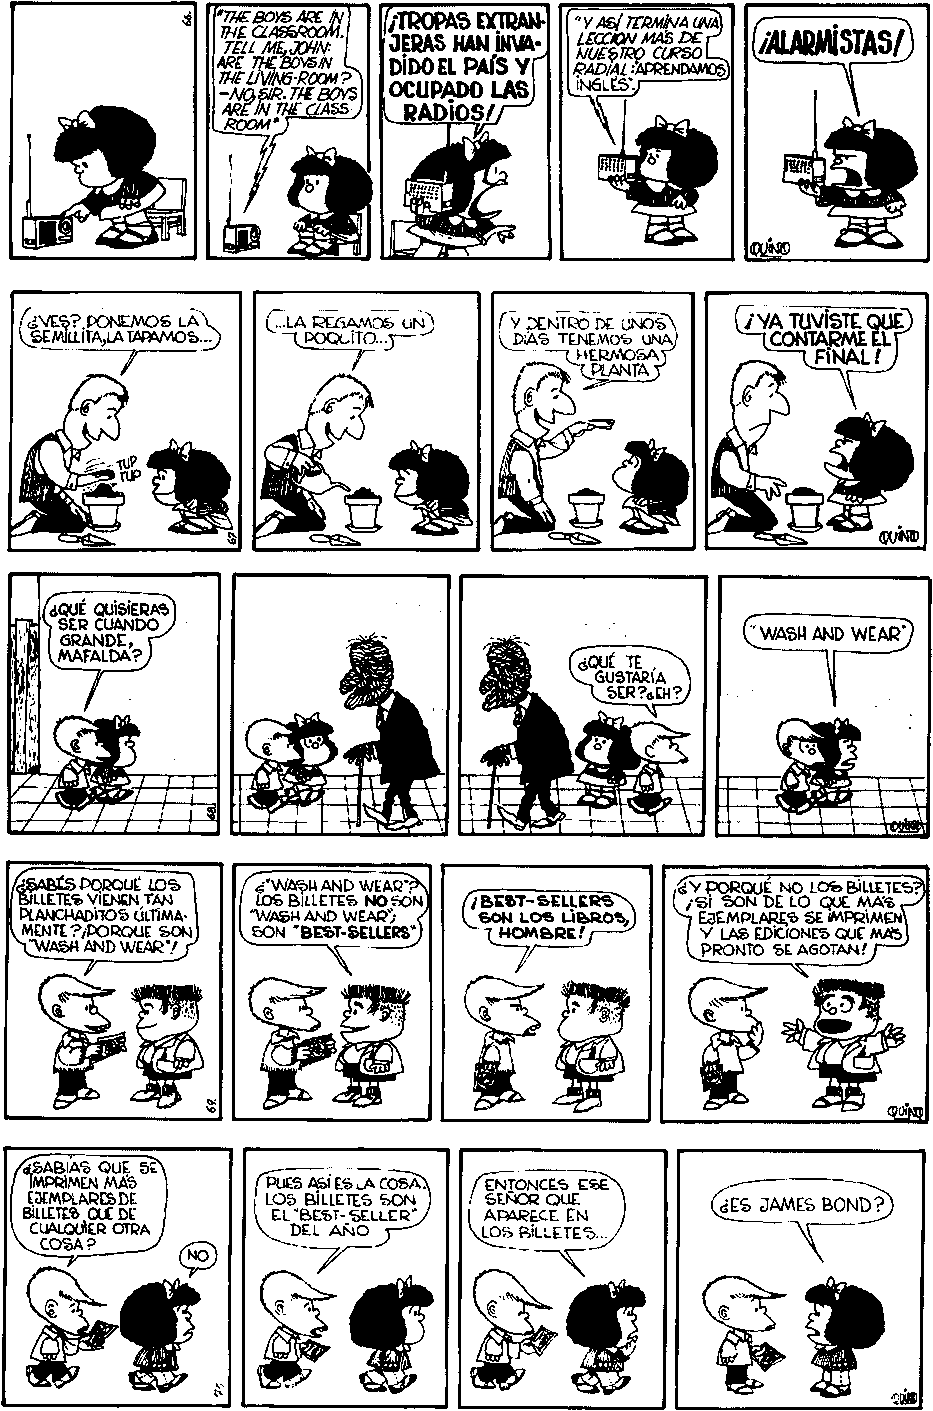 66.
"THE BOYS ARE IN
THE CLASSROOM.
TELL ME, JOHN:
ARE THE BOYS IN
THE LIVING-ROOM?
-NO, SIR. THE BOYS
ARE IN THE CLASS
ROOM"
¡TROPAS EXTRAN-
JERAS HAN INVA-
DIDO EL PAÍS Y
OCUPADO LAS
RADIOS!
"Y ASÍ TERMINA UNA
LECCION MÁS DE
NUESTRO CURSO
RADIAL: APRENDAMOS
INGLÉS".
¡ALARMISTAS!
QUINO
¿VES? PONEMOS LA
SEMILLITA, LA TAPAMOS...
TUP
TUP
67.
...LA REGAMOS UN
POQUITO...
Y DENTRO DE UNOS
DÍAS TENEMOS UNA
HERMOSA
PLANTA
¡YA TUVISTE QUE
CONTARME EL
FINAL!
QUINO
¿QUÉ QUISIERAS
SER CUANDO
GRANDE,
MAFALDA?
68.
¿QUÉ TE
GUSTARÍA
SER? ¿EH?
"WASH AND WEAR"
QUINO
¿SABÉS PORQUÉ LOS
BILLETES VIENEN TAN
PLANCHADITOS ÚLTIMA-
MENTE? ¡PORQUE SON
"WASH AND WEAR"!
69.
¿"WASH AND WEAR"?
LOS BILLETES NO SON
"WASH AND WEAR";
SON "BEST-SELLERS"
¡BEST-SELLERS
SON LOS LIBROS,
HOMBRE!
¿Y PORQUÉ NO LOS BILLETES?
¡SI SON DE LO QUE MÁS
EJEMPLARES SE IMPRIMEN
Y LAS EDICIONES QUE MÁS
PRONTO SE AGOTAN!
QUINO
¿SABÍAS QUE SE
IMPRIMEN MÁS
EJEMPLARES DE
BILLETES QUE DE
CUALQUIER OTRA
COSA?
NO
PUES ASÍ ES LA COSA.
LOS BILLETES SON
EL "BEST-SELLER"
DEL AÑO
ENTONCES ESE
SEÑOR QUE
APARECE EN
LOS BILLETES...
¿ES JAMES BOND?
QUINO